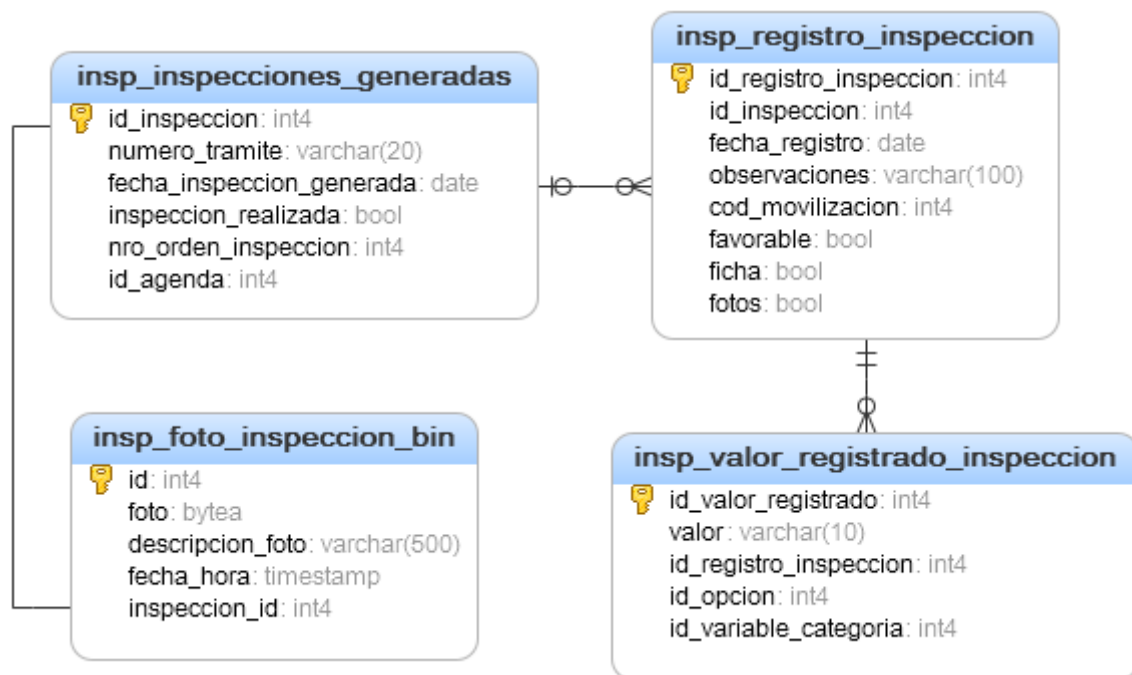 insp_inspecciones_generadas
id_inspeccion: int4
numero_tramite: varchar(20)
fecha_inspeccion_generada: date
inspeccion_realizada: bool
nro_orden_inspeccion: int4
id_agenda: int4
insp_registro_inspeccion
id_registro_inspeccion: int4
id_inspeccion: int4
fecha_registro: date
observaciones: varchar(100)
cod_movilizacion: int4
favorable: bool
ficha: bool
fotos: bool
insp_foto_inspeccion_bin
id: int4
foto: bytea
descripcion_foto: varchar(500)
fecha_hora: timestamp
inspeccion_id: int4
insp_valor_registrado_inspeccion
id_valor_registrado: int4
valor: varchar(10)
id_registro_inspeccion: int4
id_opcion: int4
id_variable_categoria: int4